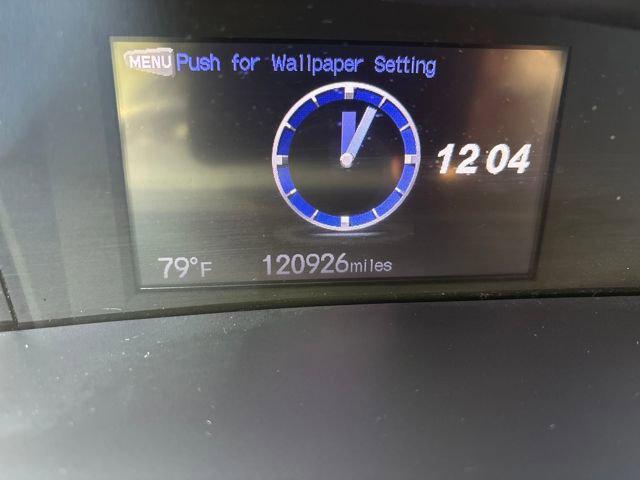 MENU Push for Wallpaper Setting
12 04
79°F 120926miles